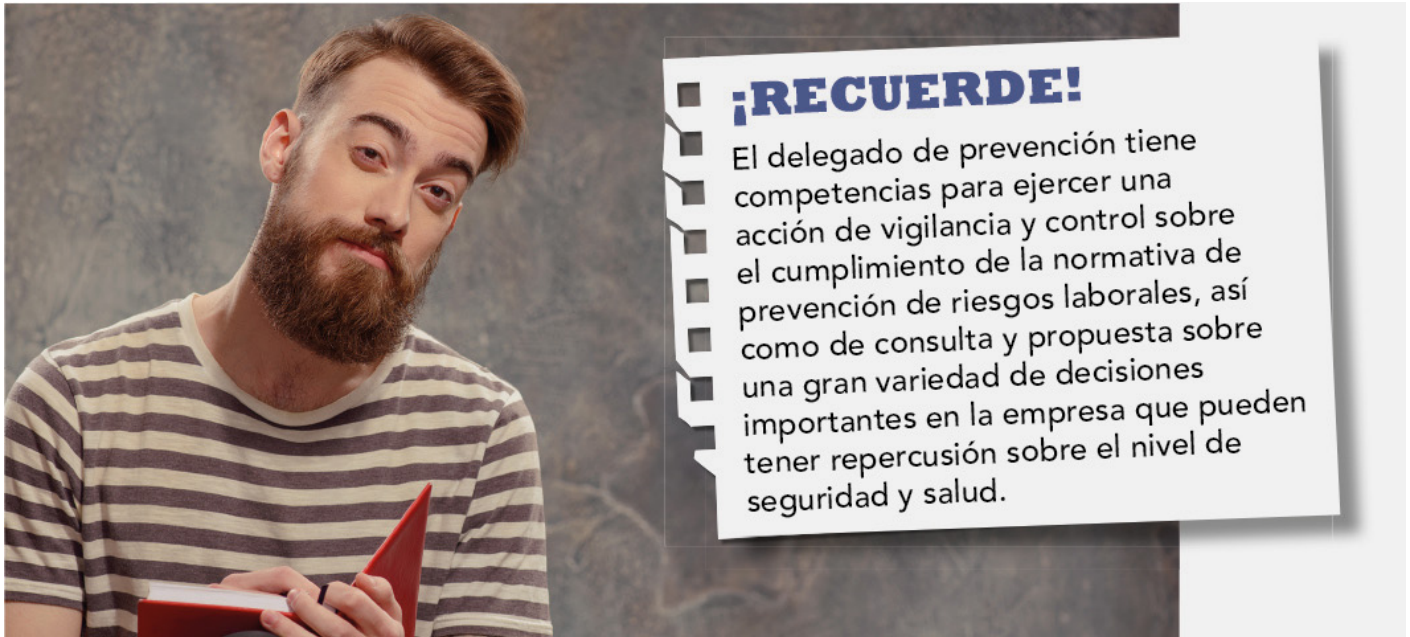 ¡RECUERDE!
El delegado de prevención tiene
competencias para ejercer una
acción de vigilancia y control sobre
el cumplimiento de la normativa de
prevención de riesgos laborales, así
como de consulta y propuesta sobre
una gran variedad de decisiones
importantes en la empresa que pueden
tener repercusión sobre el nivel de
seguridad y salud.